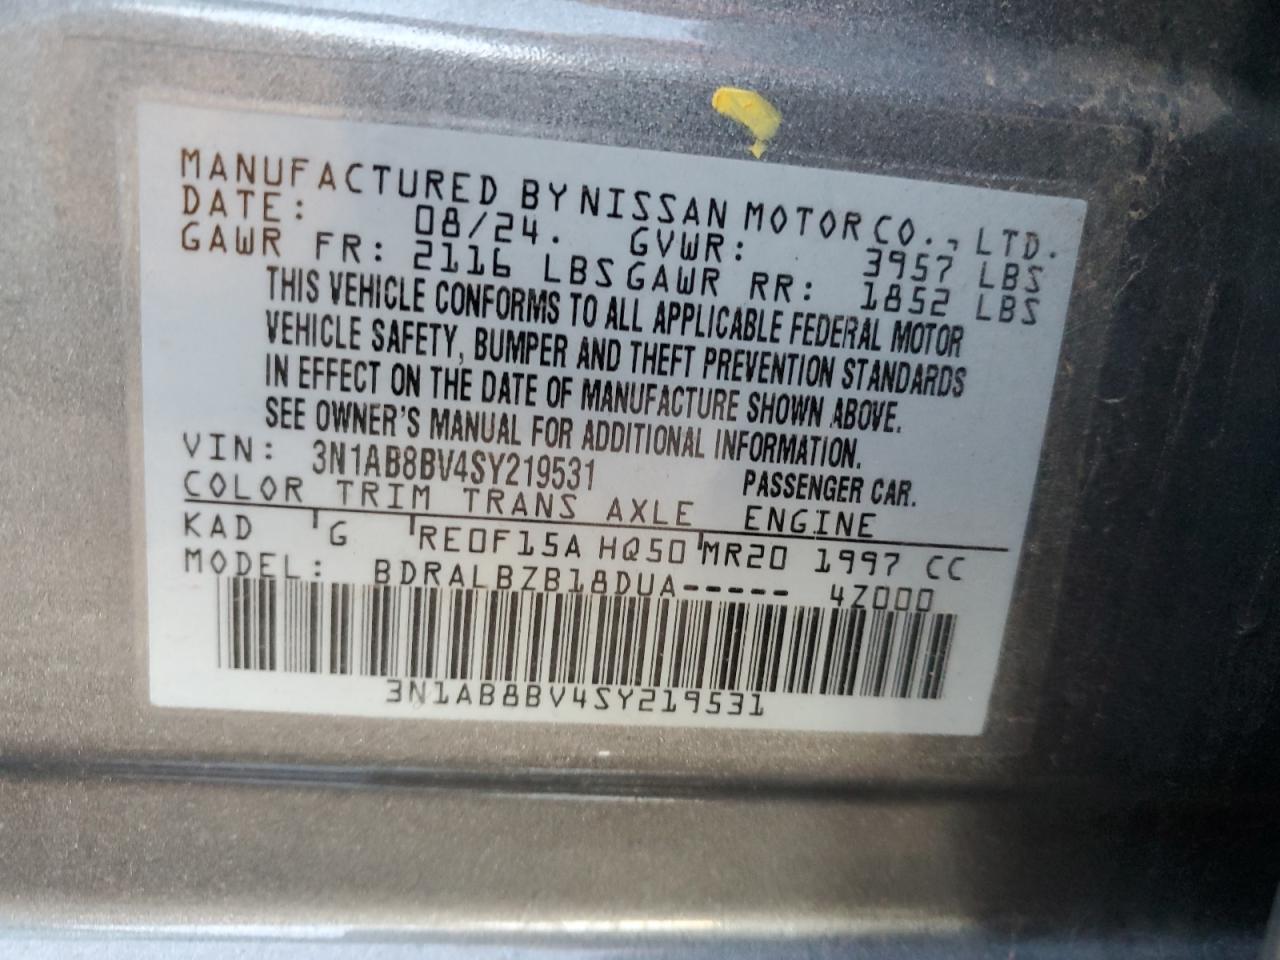 MANUFACTURED BY NISSAN MOTOR CO., LTD.
DATE: 08/24. GVWR: 3957 LBS
GAWR FR: 2116 LBS GAWR RR: 1852 LBS
THIS VEHICLE CONFORMS TO ALL APPLICABLE FEDERAL MOTOR
VEHICLE SAFETY, BUMPER AND THEFT PREVENTION STANDARDS
IN EFFECT ON THE DATE OF MANUFACTURE SHOWN ABOVE.
SEE OWNER'S MANUAL FOR ADDITIONAL INFORMATION.
VIN: 3N1AB8BV4SY219531 PASSENGER CAR.
COLOR TRIM TRANS AXLE ENGINE
KAD G RE0F15A HQ50 MR20 1997 CC
MODEL: BDRALBZB18DUA----- 4Z000
3N1AB8BV4SY219531